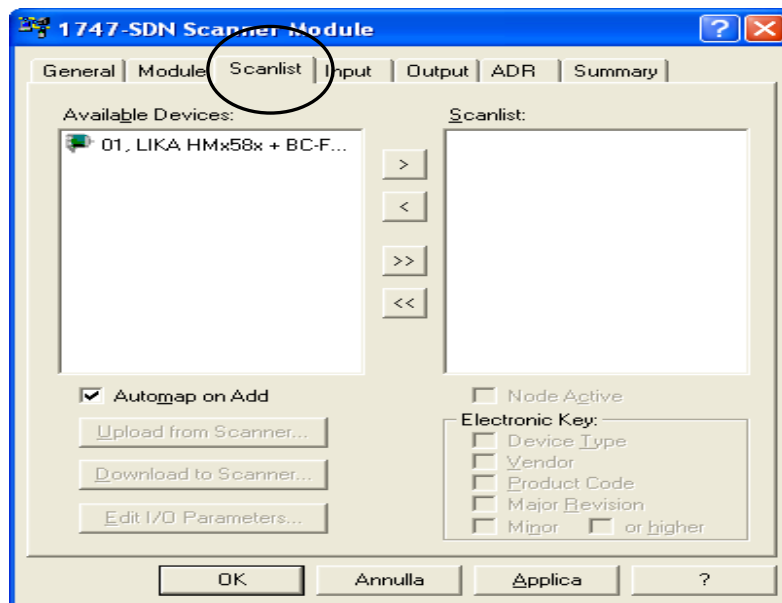 1747-SDN Scanner Module
General Module Scanlist Input Output ADR Summary
Available Devices:
Scanlist:
01, LIKA HMx58x + BC-F...
>
<
>>
<<
Automap on Add
Node Active
Upload from Scanner...
Electronic Key:
Device Type
Vendor
Download to Scanner...
Product Code
Major Revision
Edit I/O Parameters...
Minor or higher
OK Annulla Applica ?